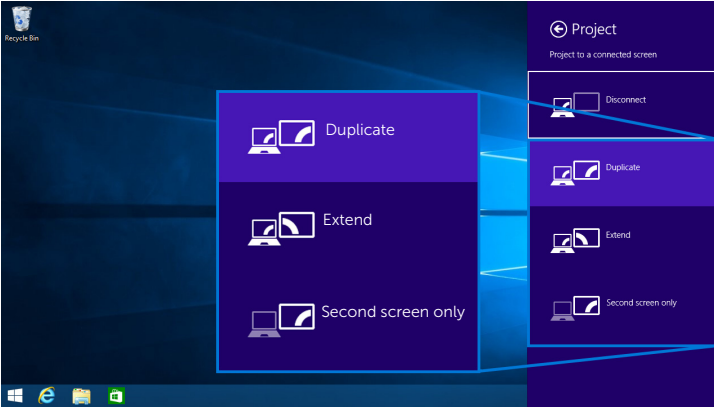 Recycle Bin
Project
Project to a connected screen
Disconnect
Duplicate
Extend
Second screen only
Duplicate
Extend
Second screen only